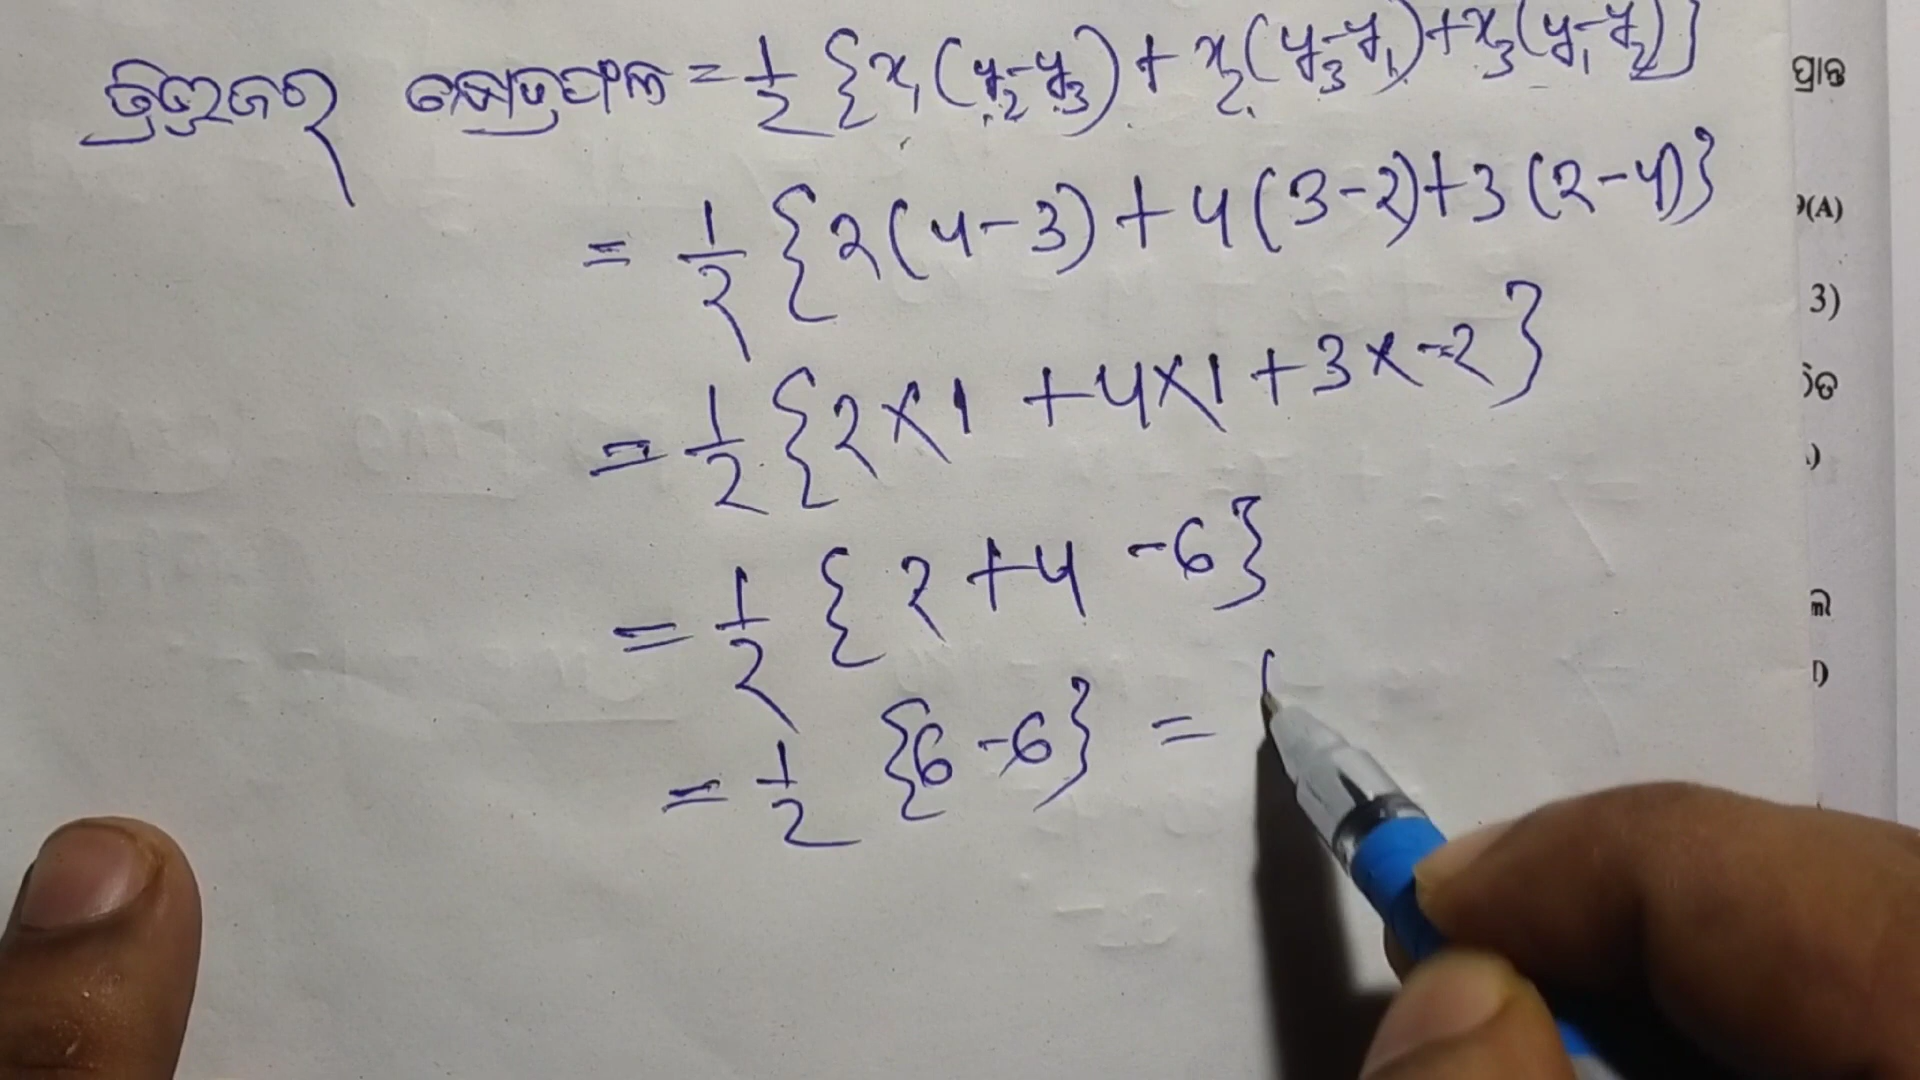 ତ୍ରିଭୁଜର କ୍ଷେତ୍ରଫଳ = 1/2 {x₁(y₂-y₃) + x₂(y₃-y₁)+x₃(y₁-y₂)}
= 1/2 {2(4-3) + 4(3-2)+3(2-4)}
= 1/2 {2×1 +4×1+3×-2}
= 1/2 {2+4 -6}
= 1/2 {6-6} =
ପ୍ରାନ୍ତ
(A)
3)
ଲ